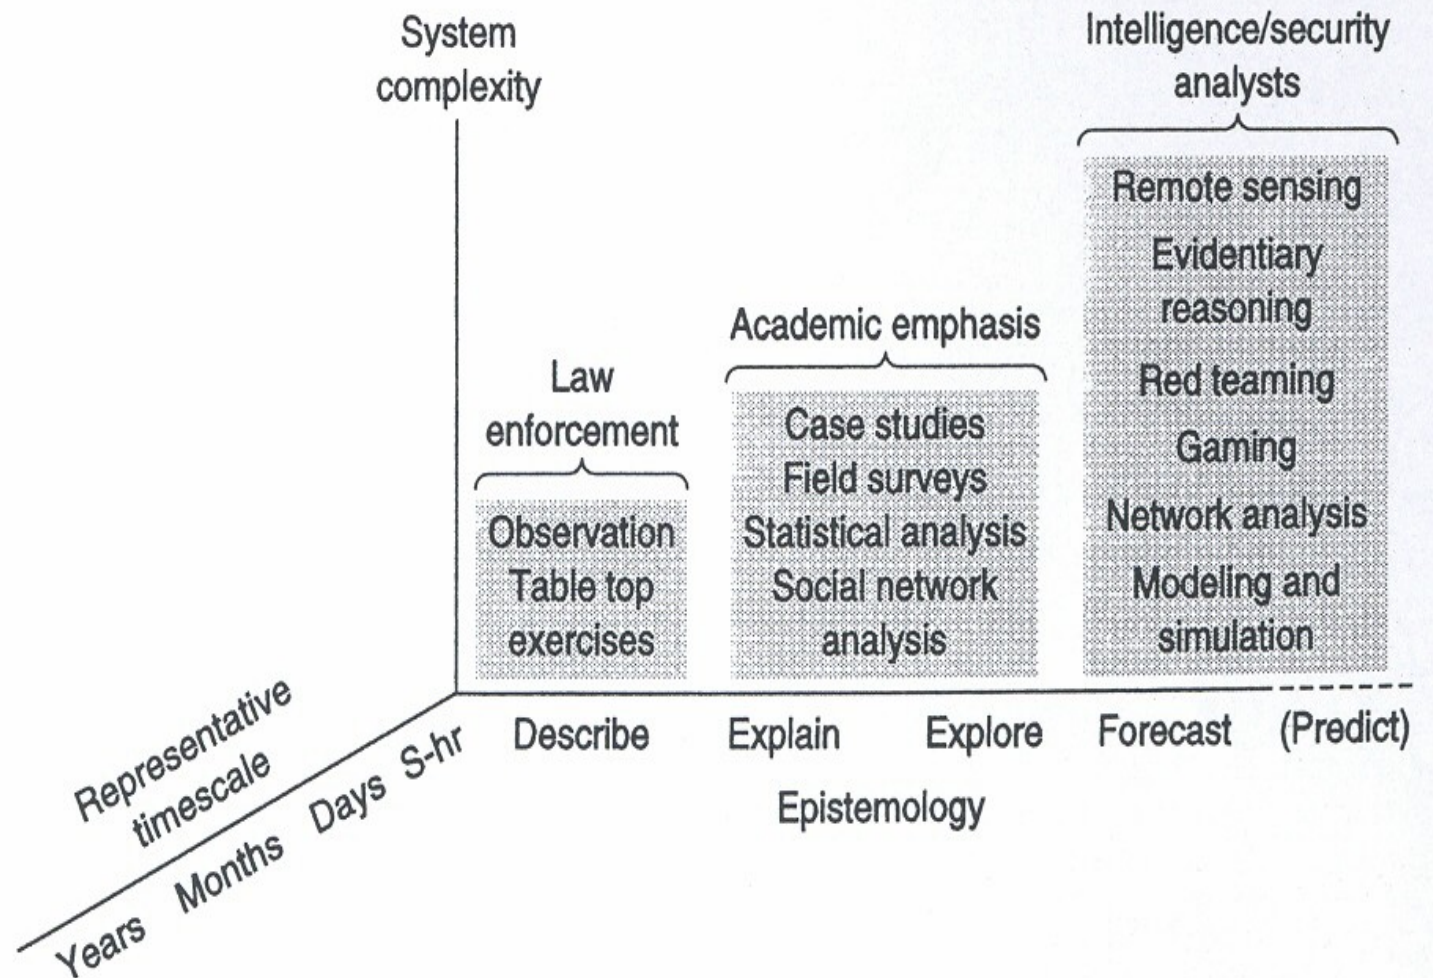 System
complexity
Intelligence/security
analysts
Remote sensing
Evidentiary
reasoning
Red teaming
Gaming
Network analysis
Modeling and
simulation
Academic emphasis
Case studies
Field surveys
Statistical analysis
Social network
analysis
Law
enforcement
Observation
Table top
exercises
Describe
Explain
Explore
Forecast
(Predict)
Epistemology
Representative
timescale
S-hr
Days
Months
Years